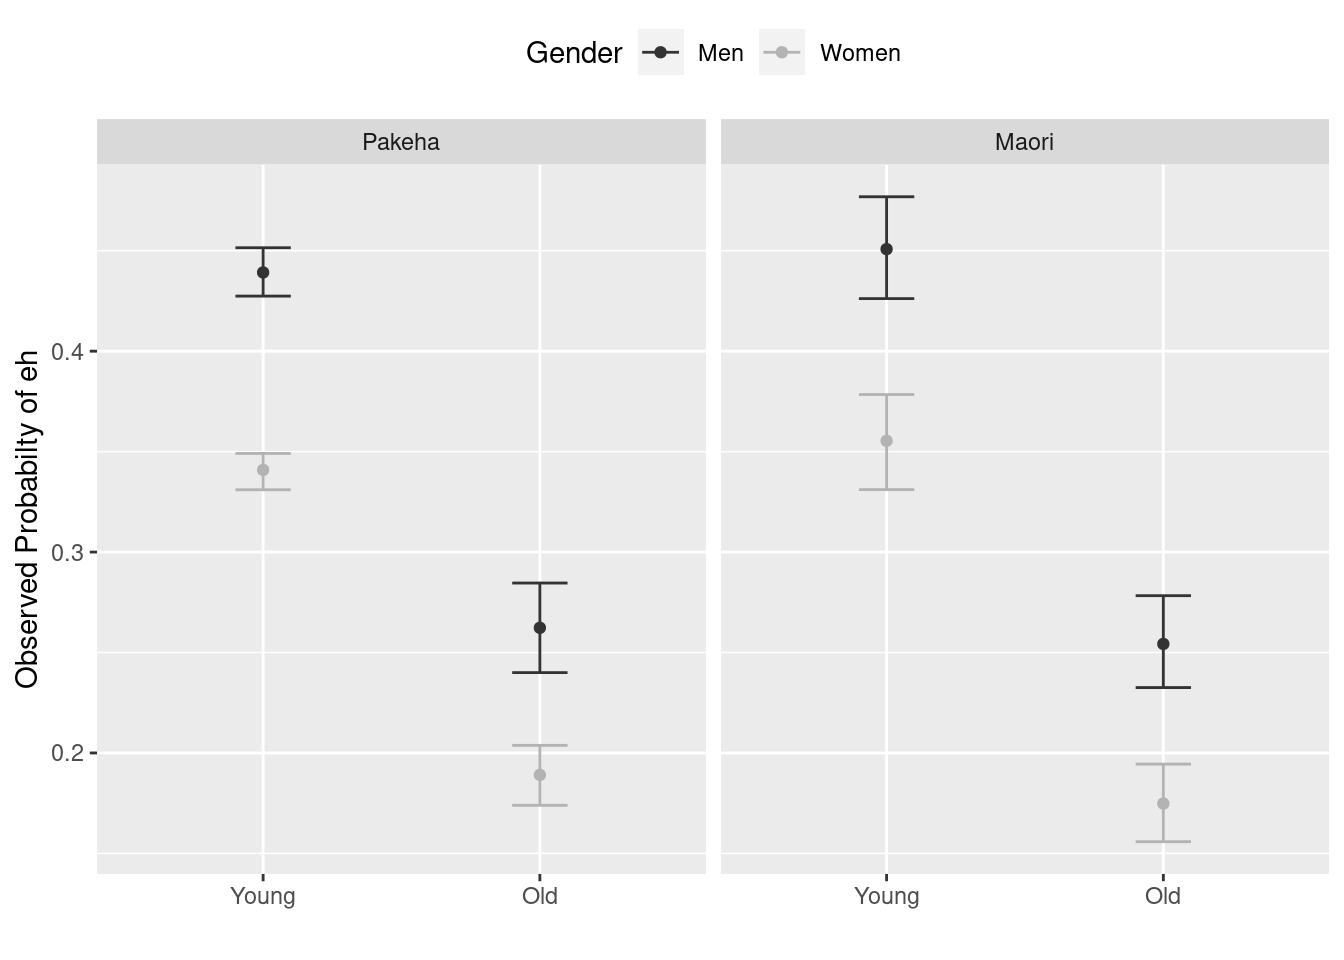 Gender Men Women
Pakeha Maori
Observed Probabilty of eh
0.4
0.3
0.2
Young Old Young Old